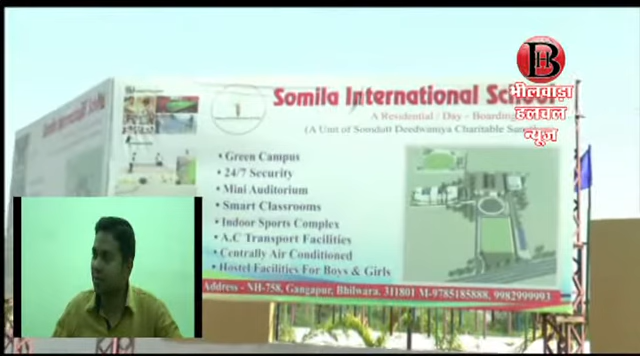 BH
भीलवाड़ा
हलचल
न्यूज़
Somila International School
A Residential / Day - Boarding
(A Unit of Soondutt Deedwaniya Charitable
• Green Campus
• 24/7 Security
• Mini Auditorium
• Smart Classrooms
• Indoor Sports Complex
• A.C Transport Facilities
• Centrally Air Conditioned
• Hostel Facilities For Boys & Girls
Address - NH-758, Gangapur, Bhilwara, 311801 M-9785185888, 9982999993